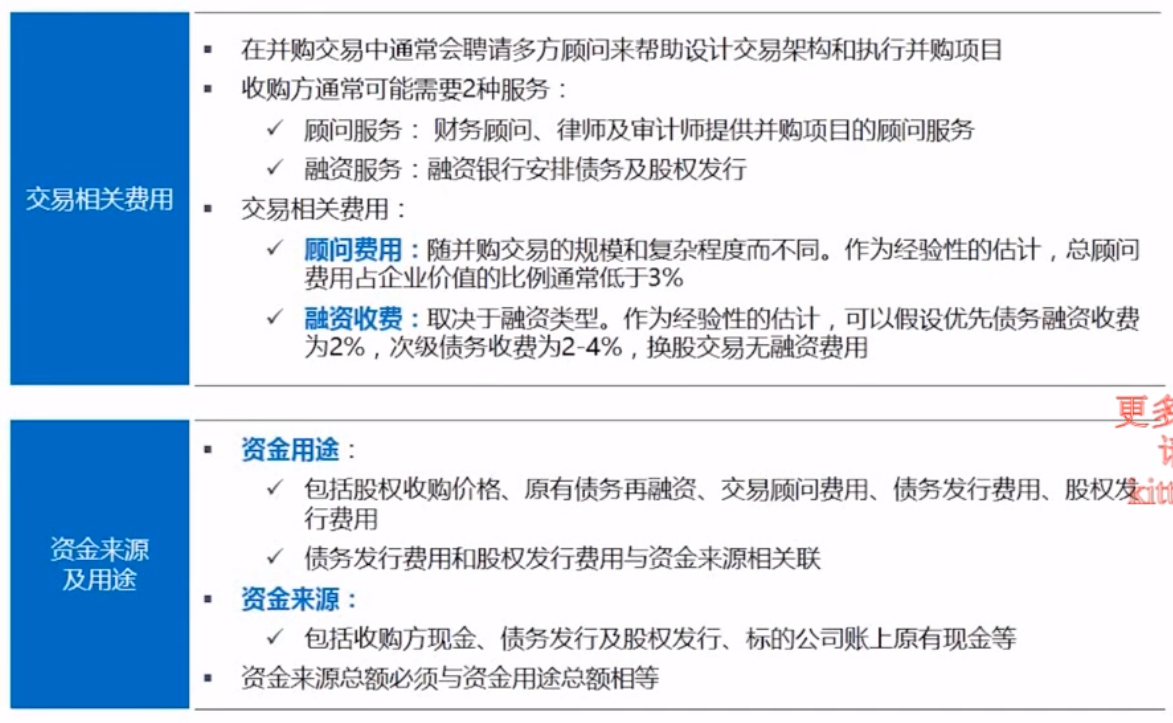 交易相关费用
▪ 在并购交易中通常会聘请多方顾问来帮助设计交易架构和执行并购项目
▪ 收购方通常可能需要2种服务：
✓ 顾问服务： 财务顾问、律师及审计师提供并购项目的顾问服务
✓ 融资服务：融资银行安排债务及股权发行
▪ 交易相关费用：
✓ 顾问费用：随并购交易的规模和复杂程度而不同。作为经验性的估计，总顾问
费用占企业价值的比例通常低于3%
✓ 融资收费：取决于融资类型。作为经验性的估计，可以假设优先债务融资收费
为2%，次级债务收费为2-4%，换股交易无融资费用
更多
资金来源
及用途
▪ 资金用途：
✓ 包括股权收购价格、原有债务再融资、交易顾问费用、债务发行费用、股权发
行费用
✓ 债务发行费用和股权发行费用与资金来源相关联
▪ 资金来源：
✓ 包括收购方现金、债务发行及股权发行、标的公司账上原有现金等
▪ 资金来源总额必须与资金用途总额相等